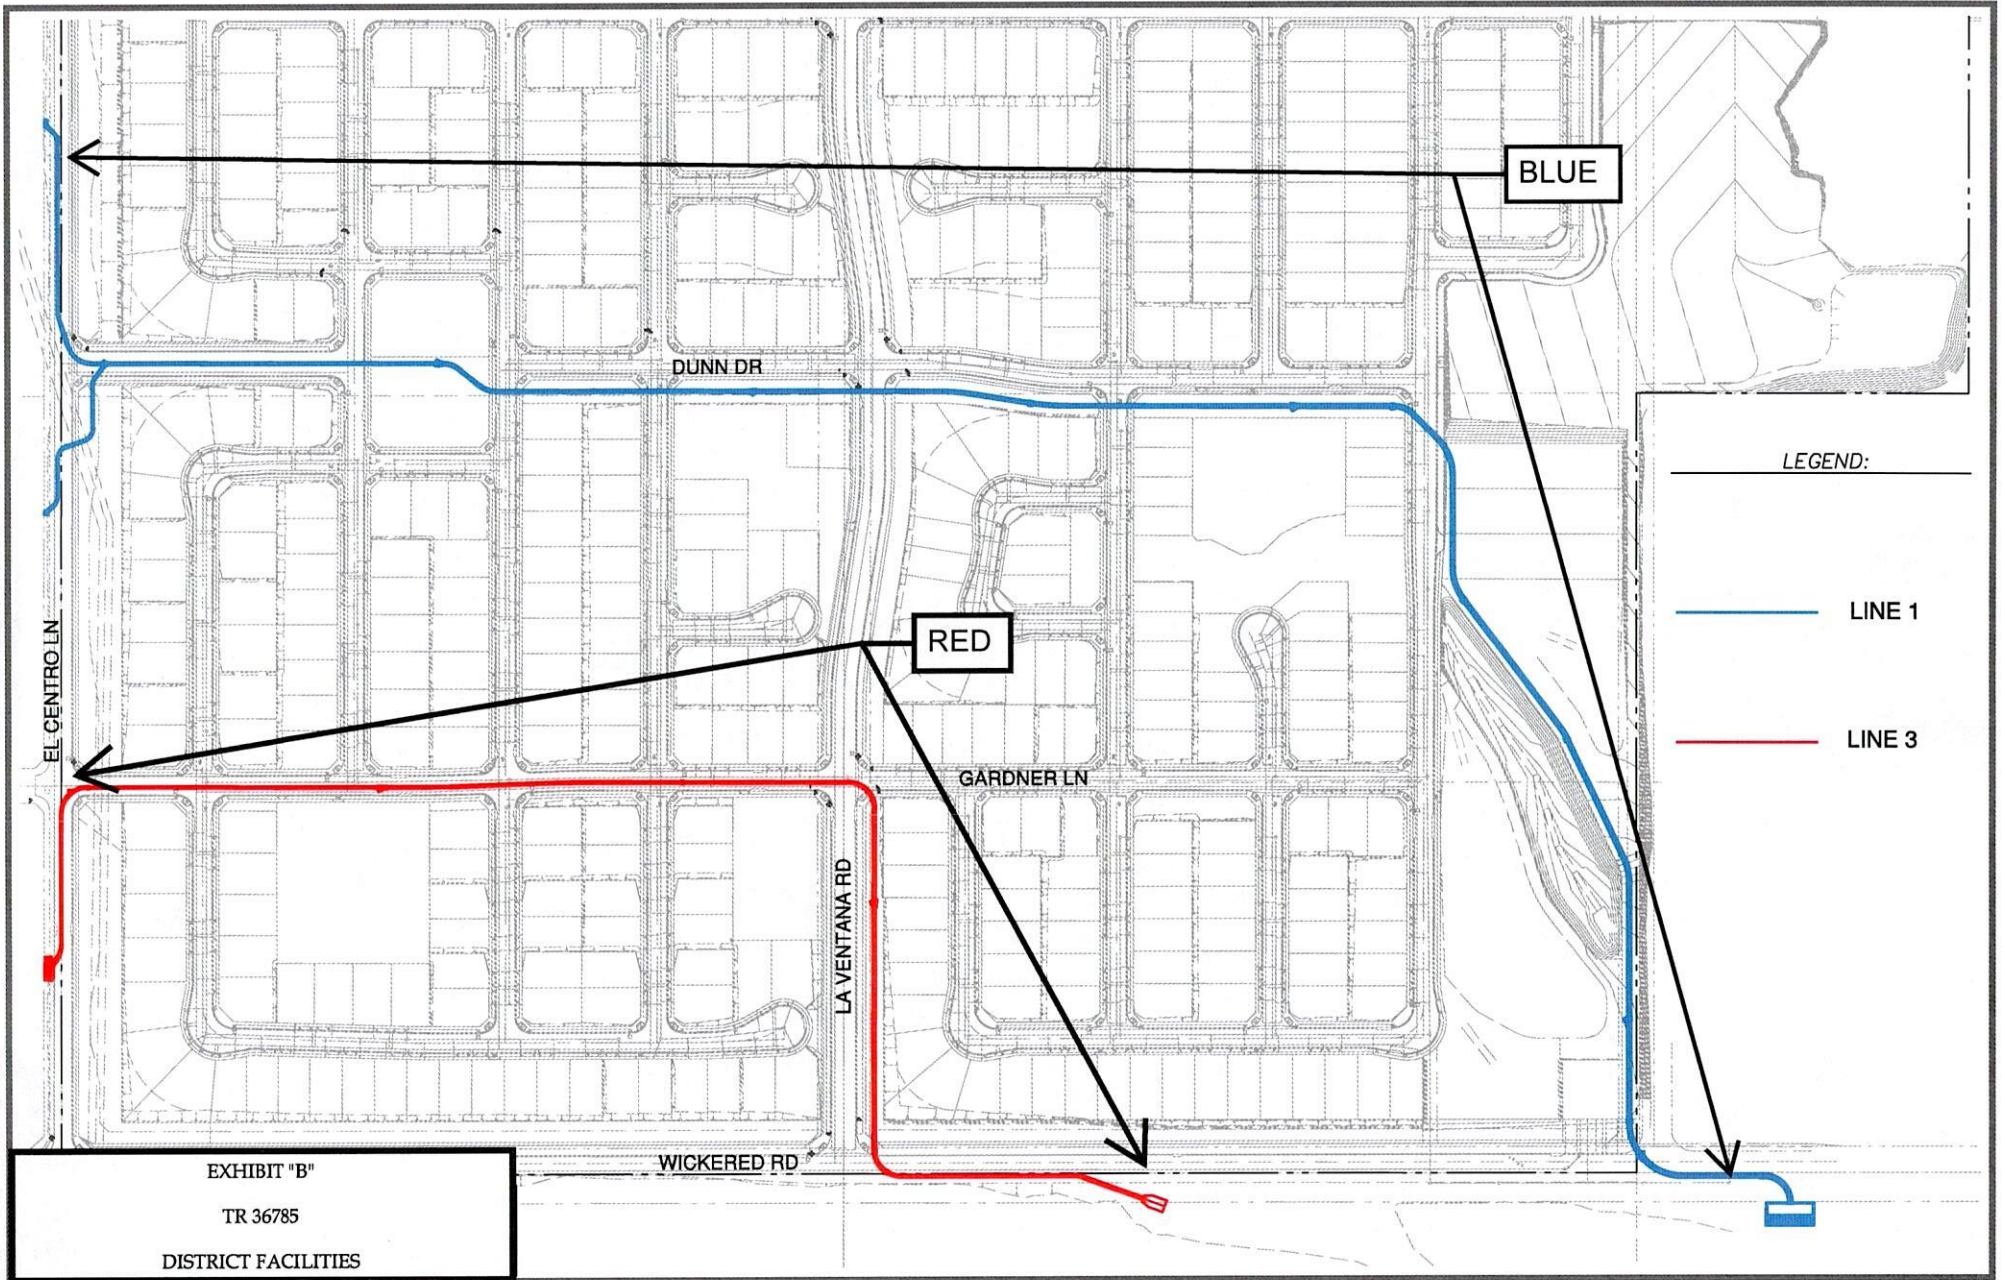 BLUE
DUNN DR
LEGEND:
LINE 1
RED
EL CENTRO LN
LINE 3
GARDNER LN
LA VENTANA RD
WICKERED RD
EXHIBIT "B"
TR 36785
DISTRICT FACILITIES